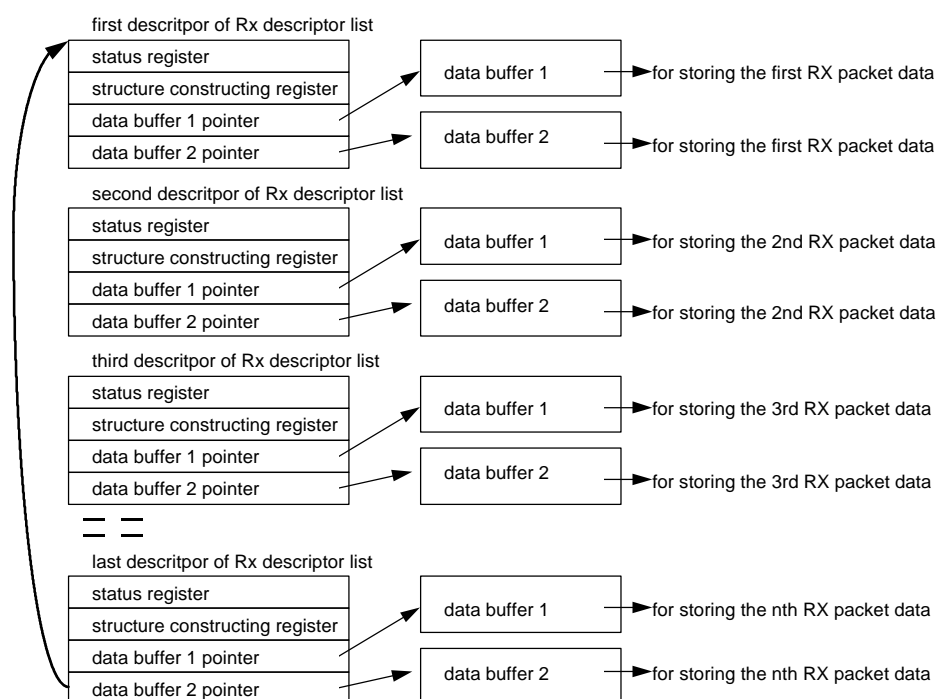 first descritpor of Rx descriptor list
status register
structure constructing register
data buffer 1 pointer
data buffer 2 pointer
data buffer 1
for storing the first RX packet data
data buffer 2
for storing the first RX packet data
second descritpor of Rx descriptor list
status register
structure constructing register
data buffer 1 pointer
data buffer 2 pointer
data buffer 1
for storing the 2nd RX packet data
data buffer 2
for storing the 2nd RX packet data
third descritpor of Rx descriptor list
status register
structure constructing register
data buffer 1 pointer
data buffer 2 pointer
data buffer 1
for storing the 3rd RX packet data
data buffer 2
for storing the 3rd RX packet data
last descritpor of Rx descriptor list
status register
structure constructing register
data buffer 1 pointer
data buffer 2 pointer
data buffer 1
for storing the nth RX packet data
data buffer 2
for storing the nth RX packet data